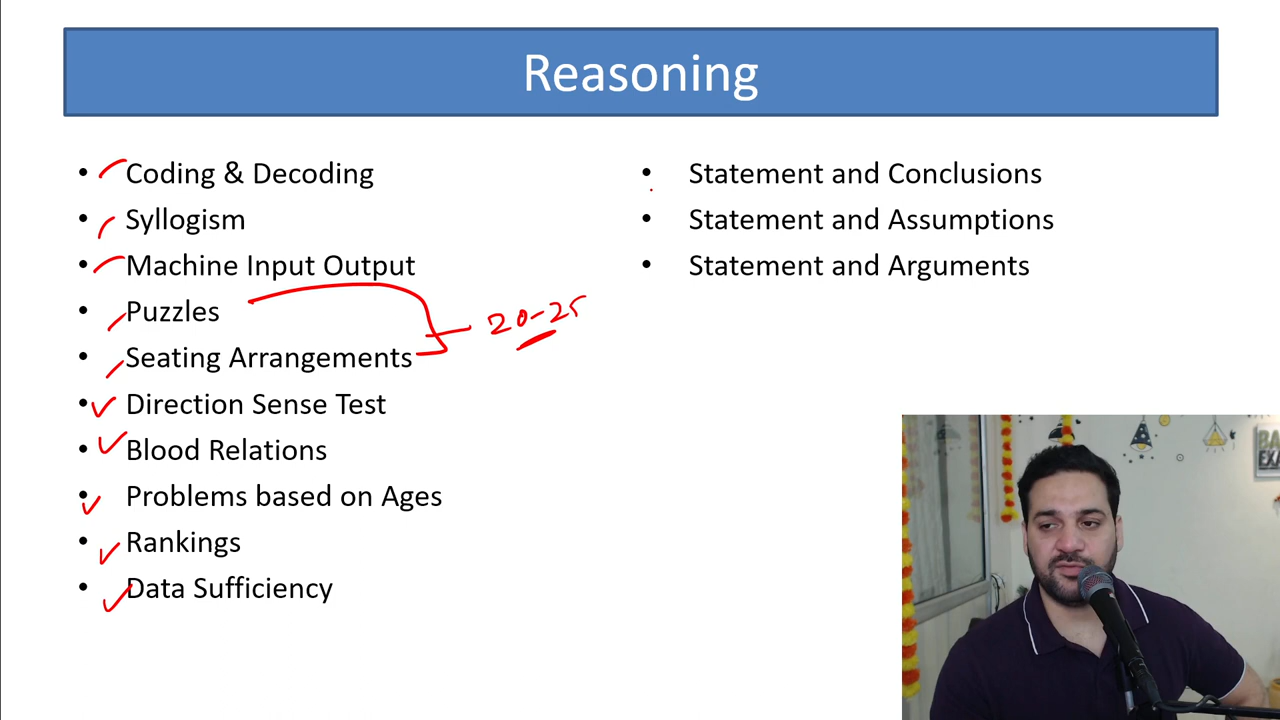 Reasoning
• Coding & Decoding
• Syllogism
• Machine Input Output
• Puzzles
• Seating Arrangements
20-25
• Direction Sense Test
• Blood Relations
• Problems based on Ages
• Rankings
• Data Sufficiency
• Statement and Conclusions
• Statement and Assumptions
• Statement and Arguments